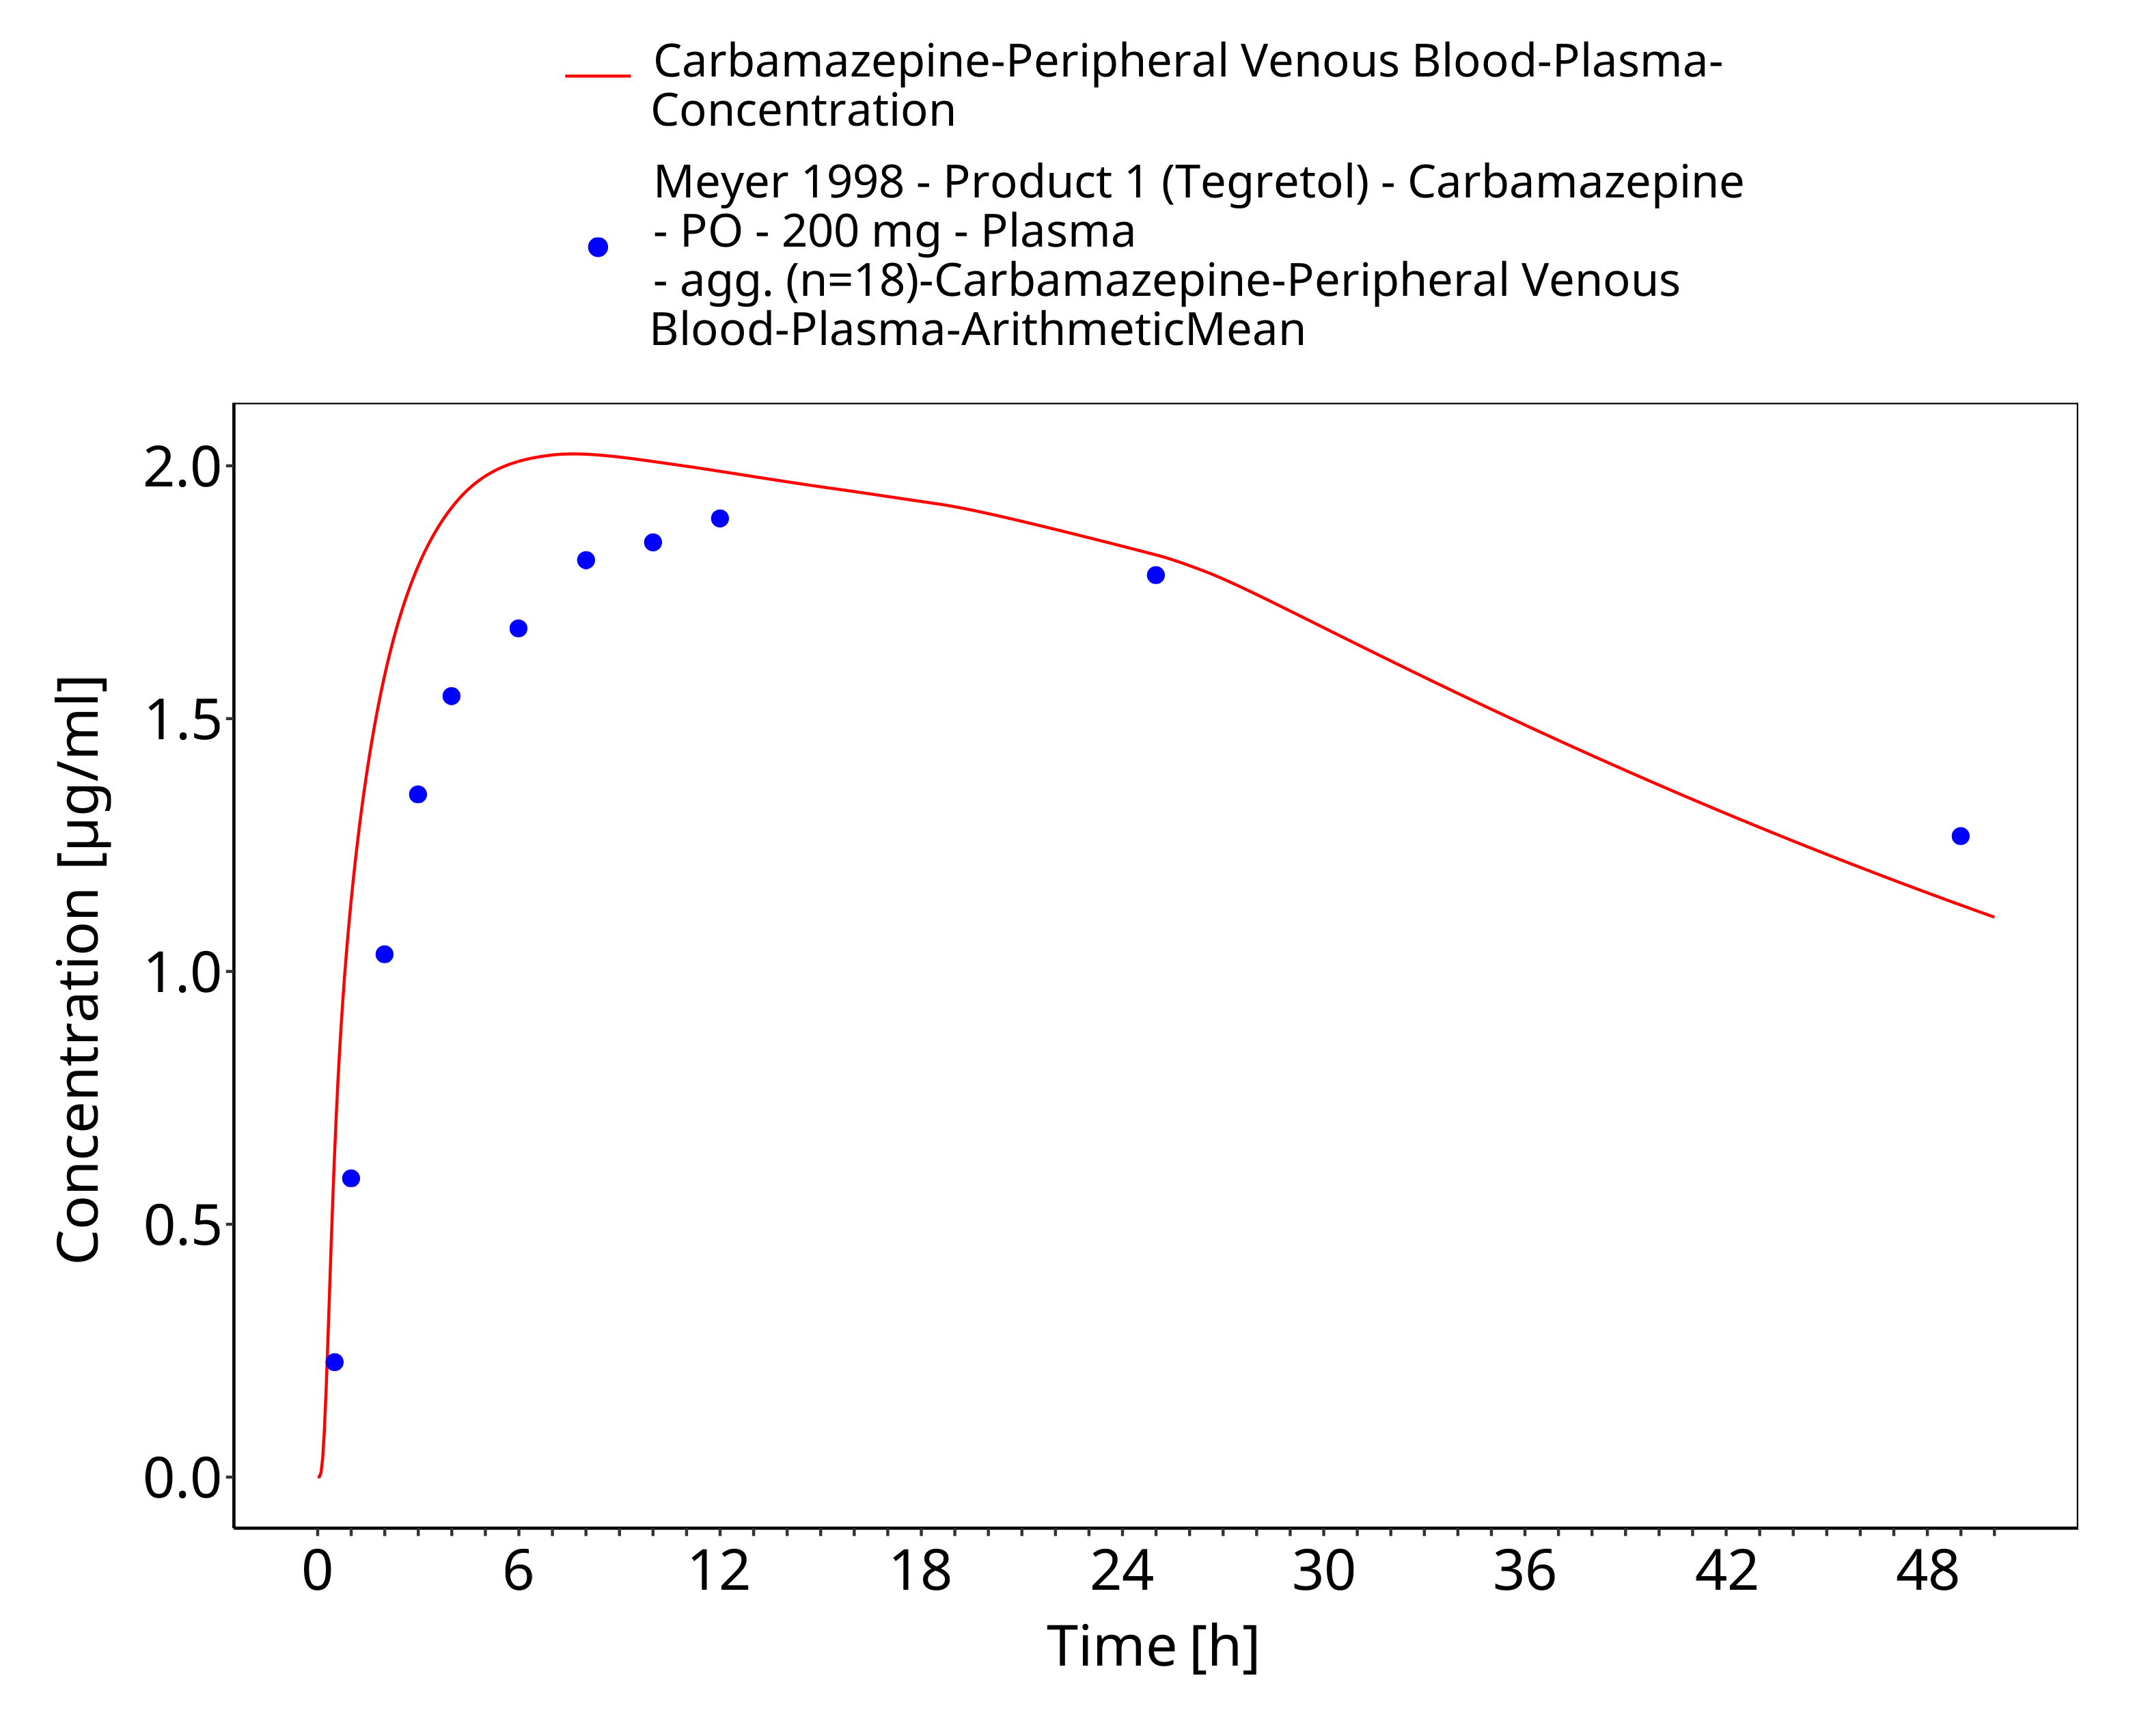 Carbamazepine-Peripheral Venous Blood-Plasma-
Concentration
Meyer 1998 - Product 1 (Tegretol) - Carbamazepine
- PO - 200 mg - Plasma
- agg. (n=18)-Carbamazepine-Peripheral Venous
Blood-Plasma-ArithmeticMean
2.0
1.5
1.0
0.5
0.0
Concentration [µg/ml]
0 6 12 18 24 30 36 42 48
Time [h]